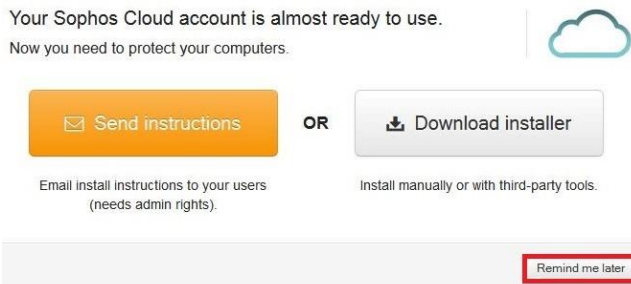 Your Sophos Cloud account is almost ready to use.
Now you need to protect your computers.
Send instructions
OR
Download installer
Email install instructions to your users
(needs admin rights).
Install manually or with third-party tools.
Remind me later